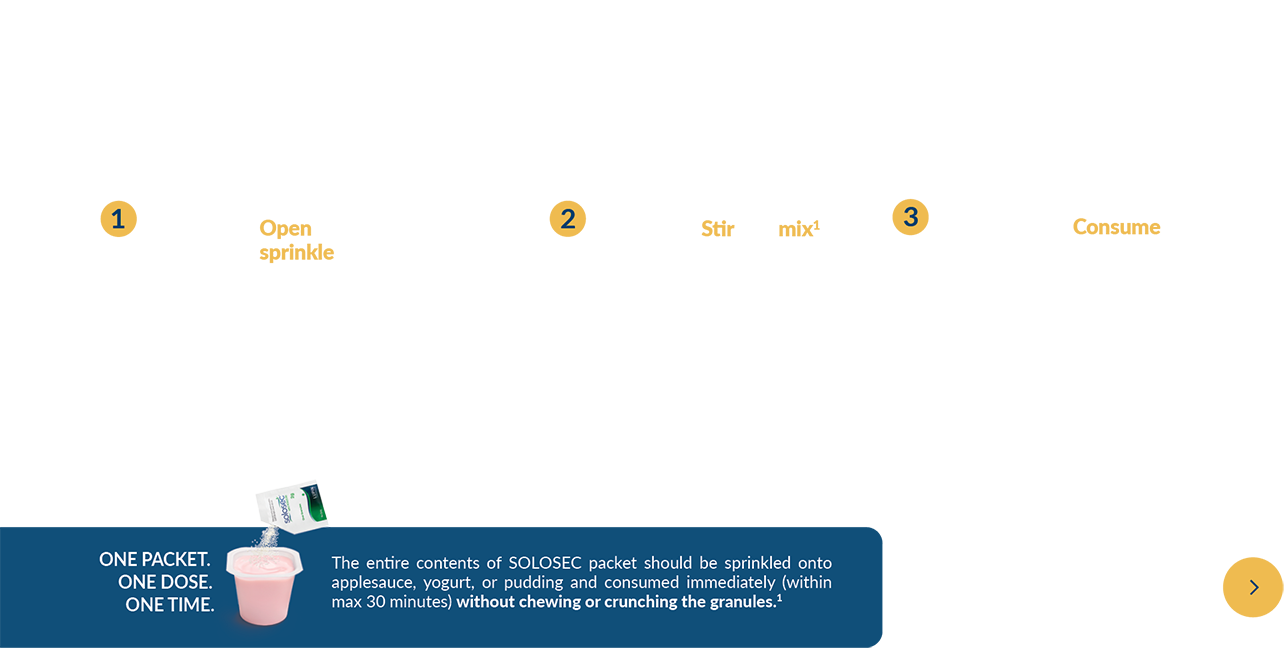 1
Open
sprinkle
2
Stir mix¹
3
Consume
ONE PACKET.
ONE DOSE.
ONE TIME.
solosec
The entire contents of SOLOSEC packet should be sprinkled onto
applesauce, yogurt, or pudding and consumed immediately (within
max 30 minutes) without chewing or crunching the granules.¹